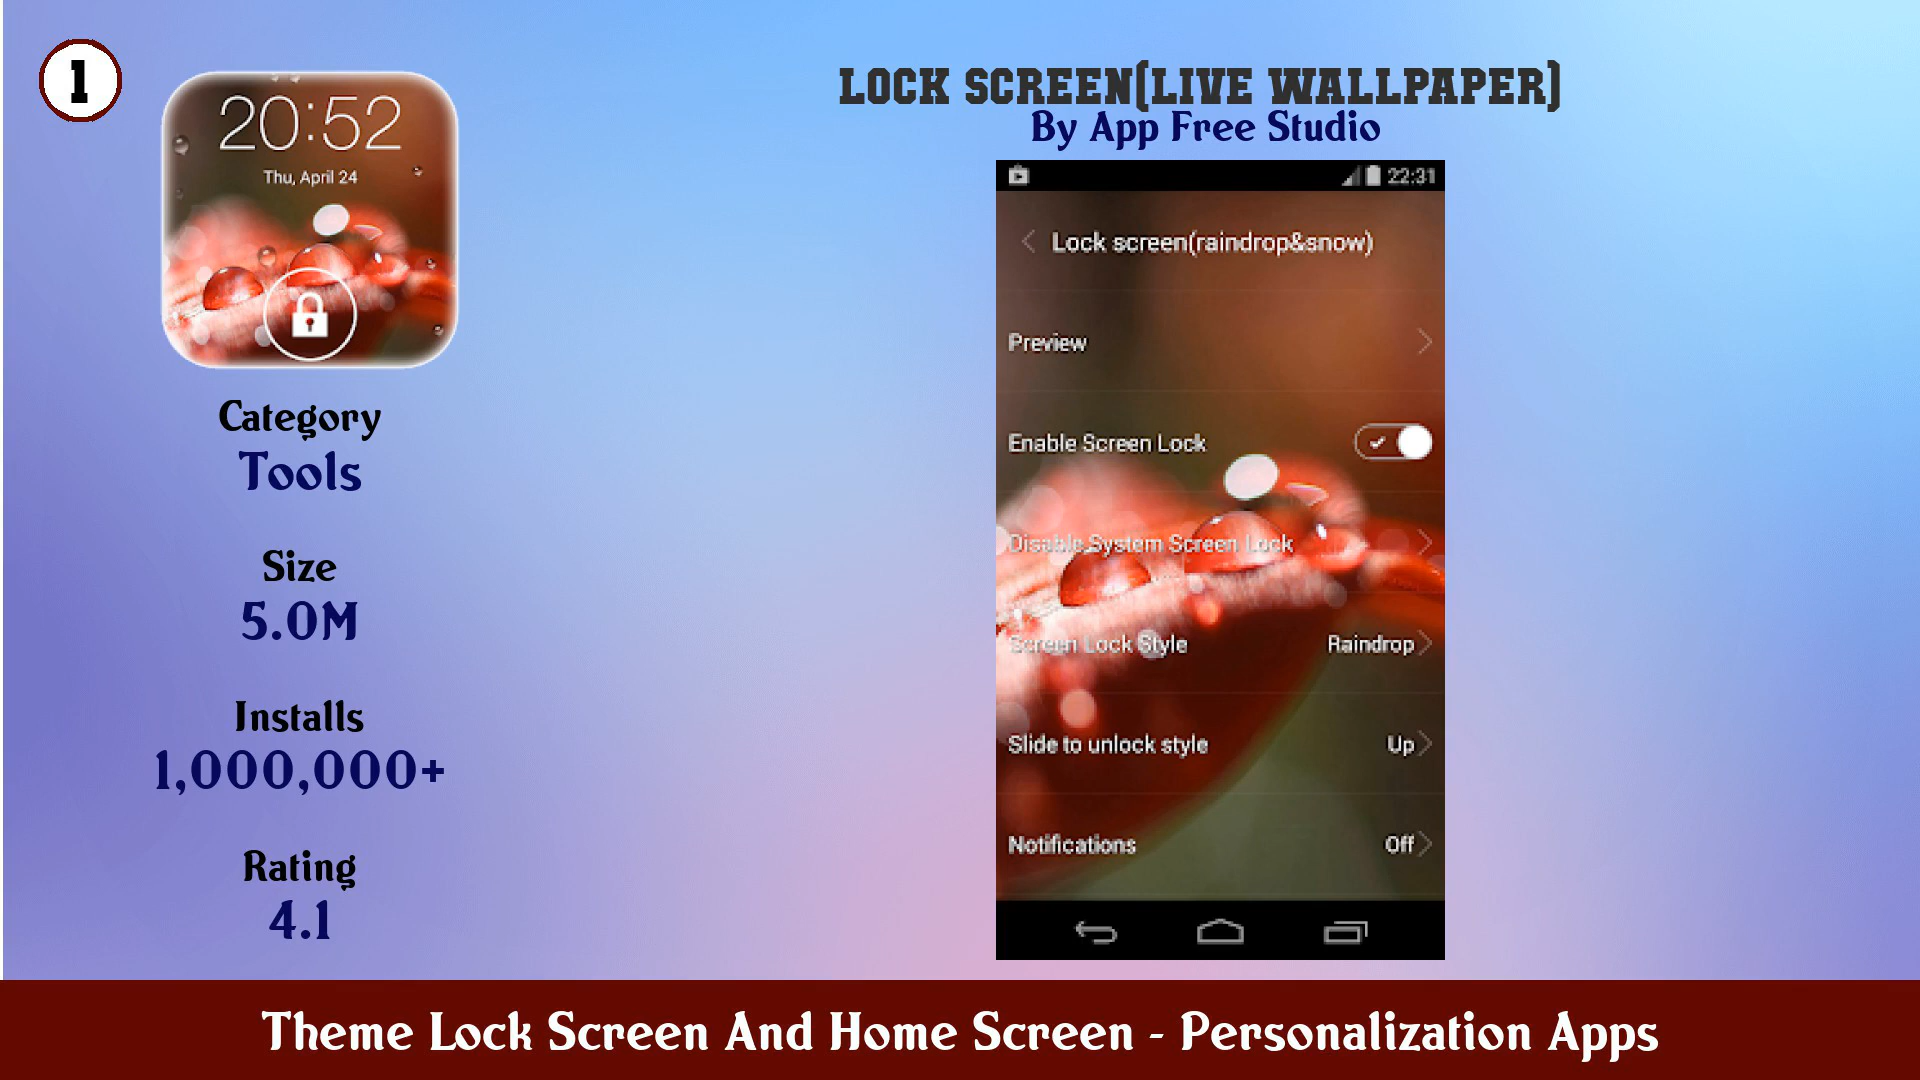 1
20:52
Thu, April 24
Category
Tools
Size
5.0M
Installs
1,000,000+
Rating
4.1
LOCK SCREEN(LIVE WALLPAPER)
By App Free Studio
22:31
Lock screen(raindrop&snow)
Preview
Enable Screen Lock
Disable System Screen Lock
Screen Lock Style Raindrop
Slide to unlock style Up
Notifications Off
Theme Lock Screen And Home Screen - Personalization Apps